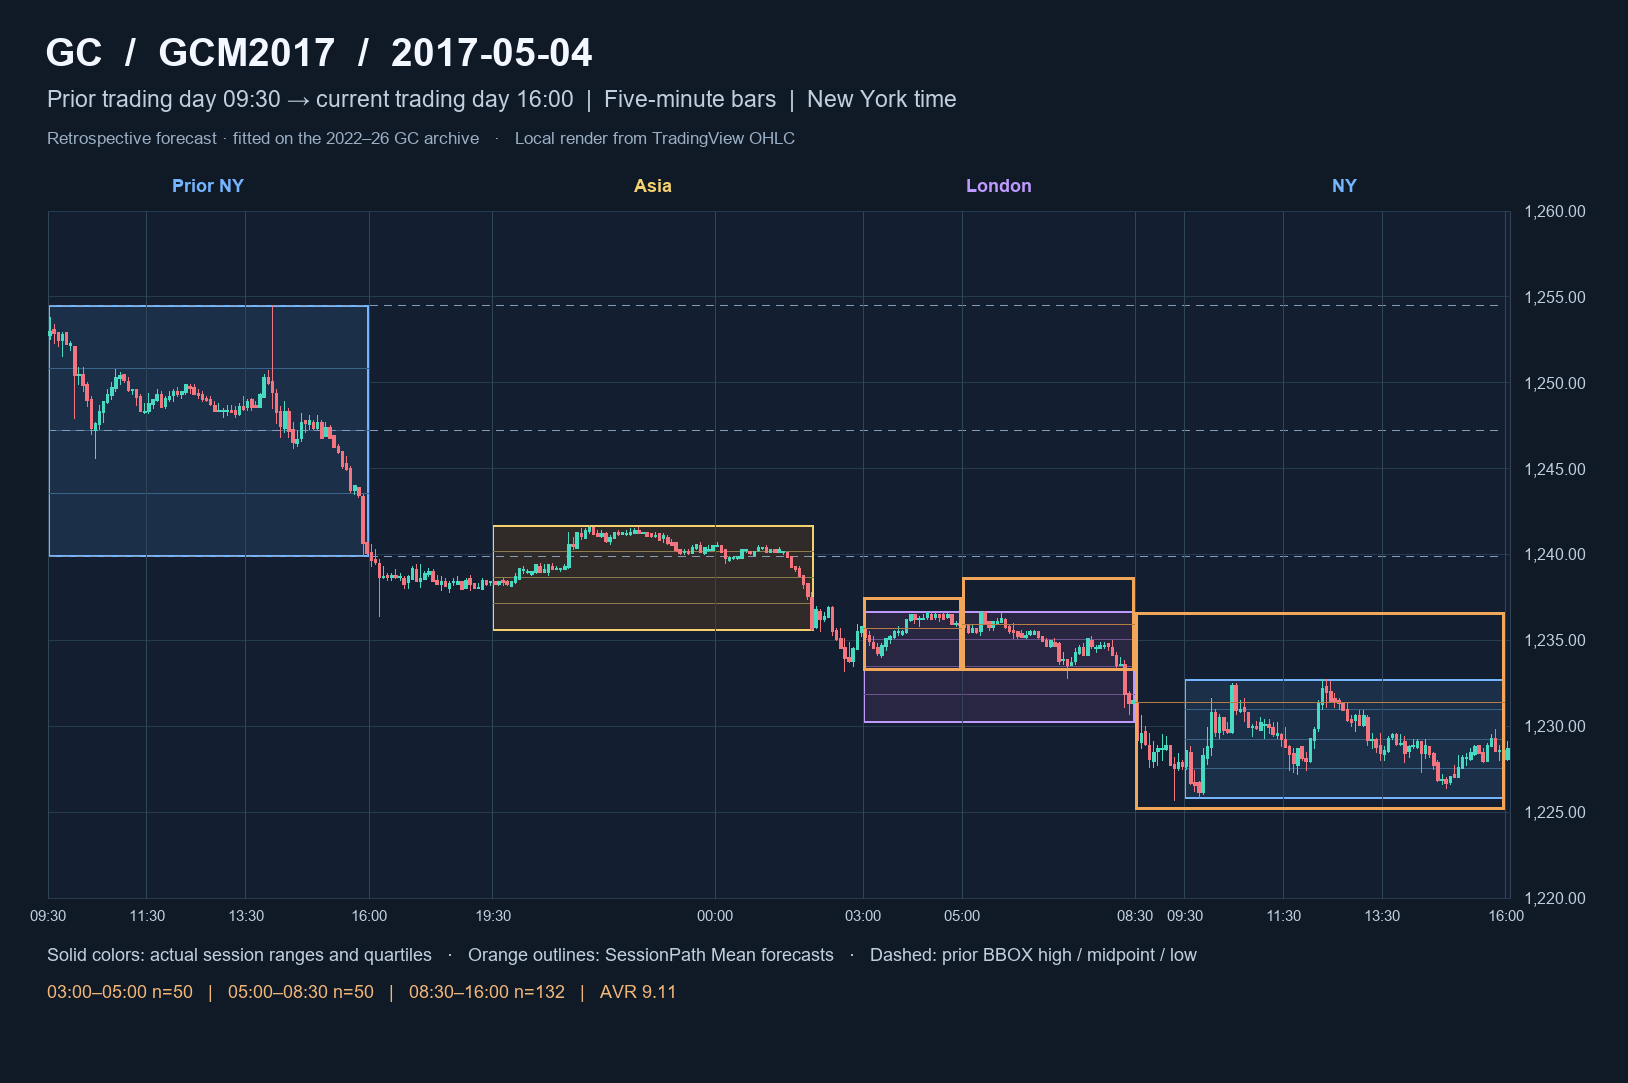 GC / GCM2017 / 2017-05-04
Prior trading day 09:30 → current trading day 16:00 | Five-minute bars | New York time
Retrospective forecast · fitted on the 2022–26 GC archive · Local render from TradingView OHLC
Prior NY Asia London NY
1,260.00
1,255.00
1,250.00
1,245.00
1,240.00
1,235.00
1,230.00
1,225.00
1,220.00
09:30 11:30 13:30 16:00 19:30 00:00 03:00 05:00 08:30 09:30 11:30 13:30 16:00
Solid colors: actual session ranges and quartiles · Orange outlines: SessionPath Mean forecasts · Dashed: prior BBOX high / midpoint / low
03:00–05:00 n=50 | 05:00–08:30 n=50 | 08:30–16:00 n=132 | AVR 9.11